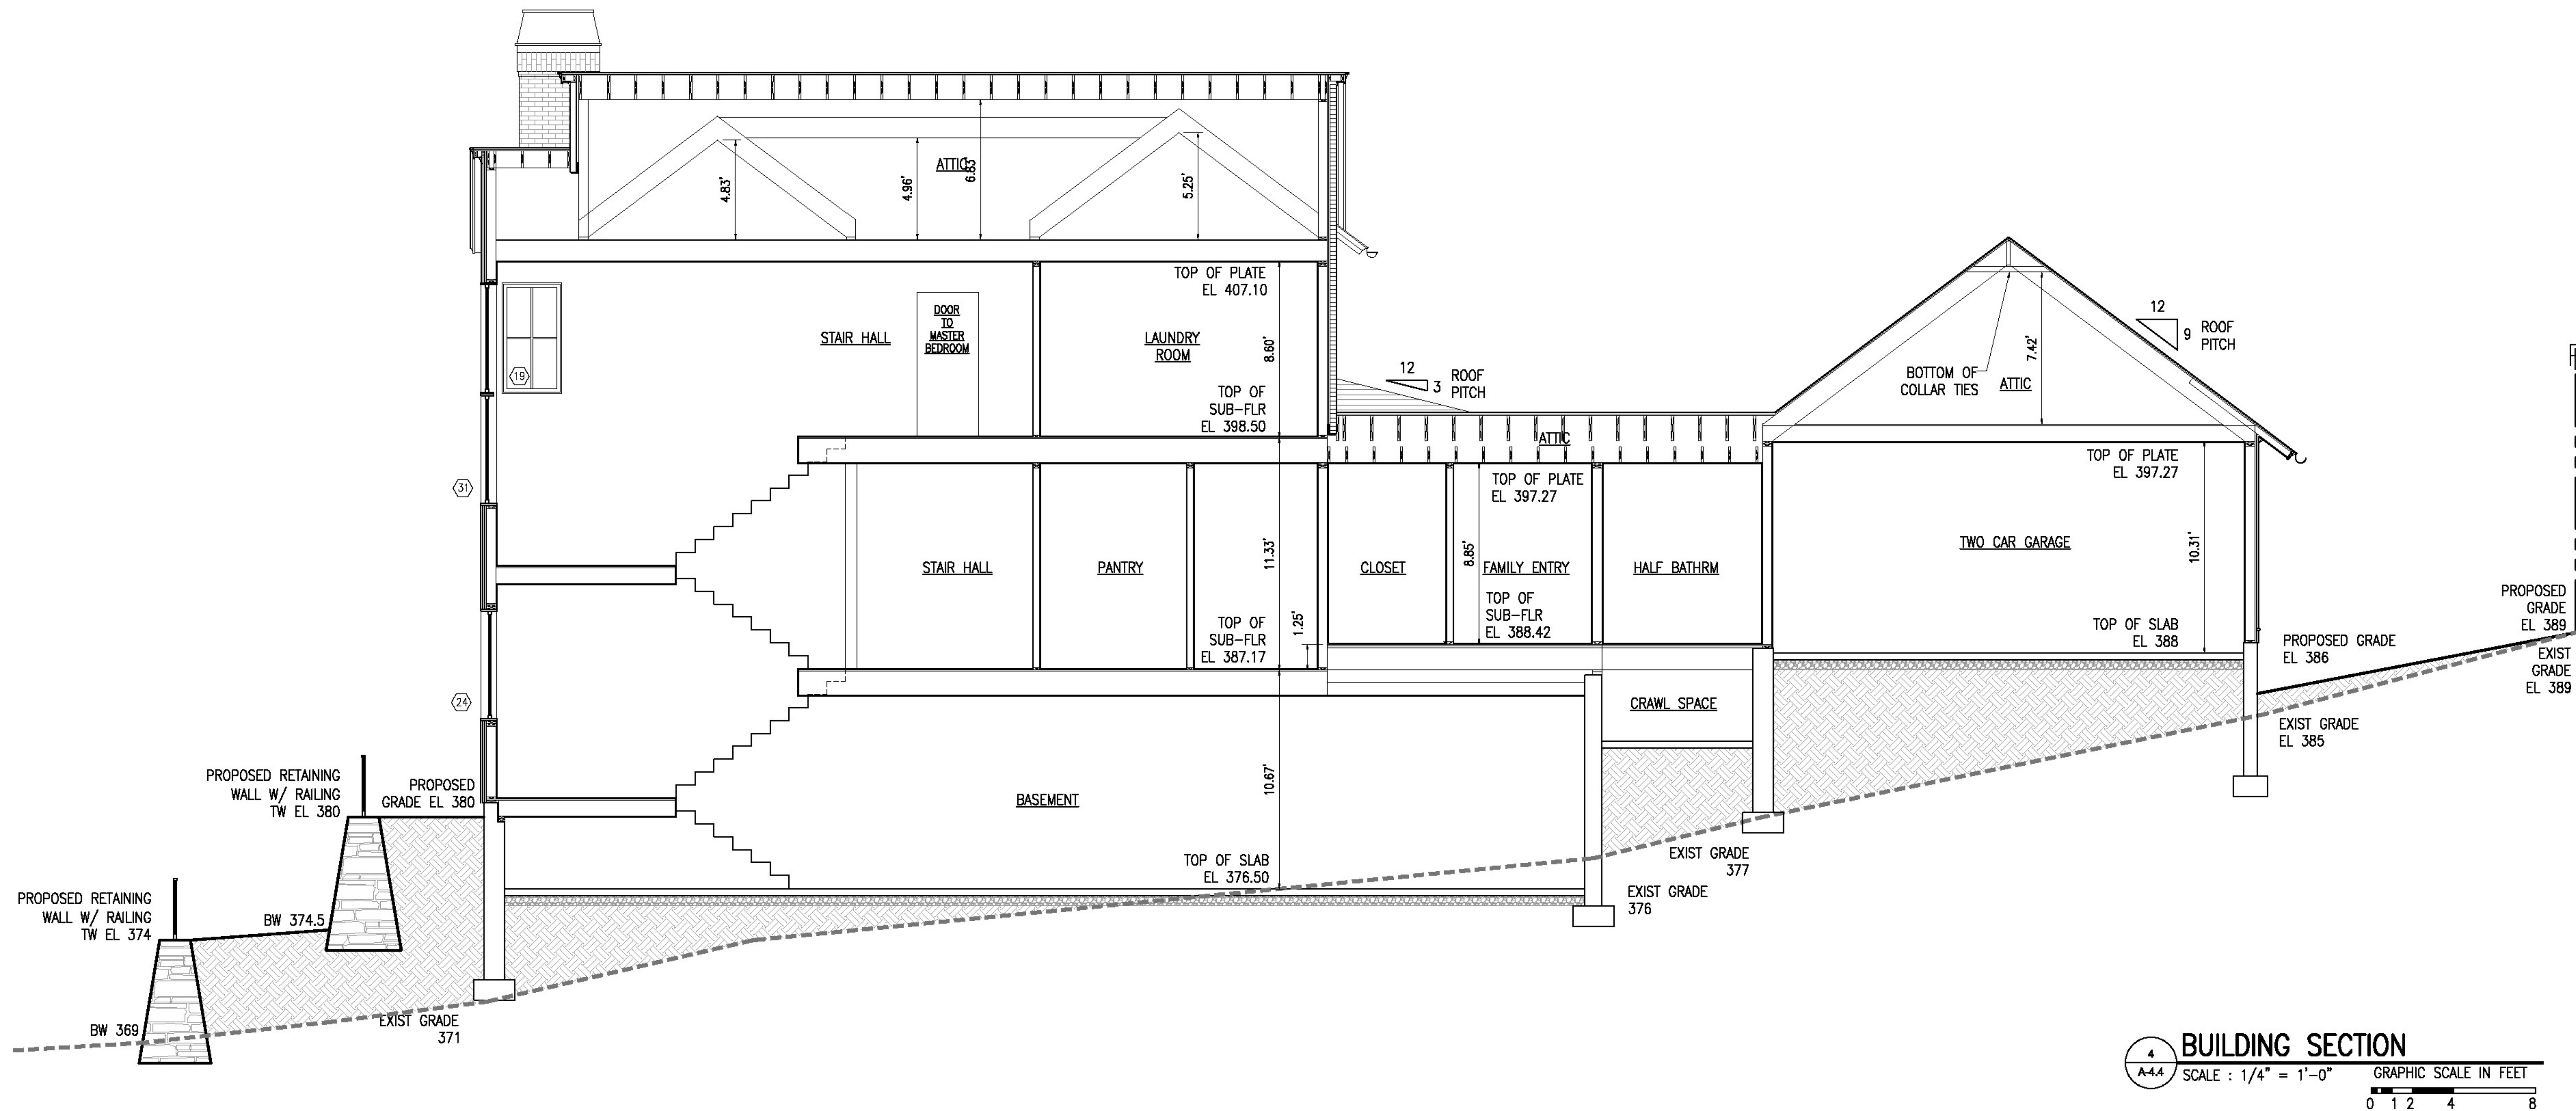 ATTIC
6.83'
4.83'
4.96'
5.25'
TOP OF PLATE
EL 407.10
DOOR
TO
MASTER
BEDROOM
STAIR HALL
LAUNDRY
ROOM
8.60'
19
TOP OF
SUB-FLR
EL 398.50
12
3
ROOF
PITCH
12
9
ROOF
PITCH
7.42'
BOTTOM OF
COLLAR TIES
ATTIC
ATTIC
TOP OF PLATE
EL 397.27
TOP OF PLATE
EL 397.27
31
STAIR HALL
PANTRY
11.33'
CLOSET
8.85'
FAMILY ENTRY
HALF BATHRM
TWO CAR GARAGE
10.31'
TOP OF
SUB-FLR
EL 387.17
1.25'
TOP OF
SUB-FLR
EL 388.42
TOP OF SLAB
EL 388
PROPOSED GRADE
EL 386
PROPOSED
GRADE
EL 389
EXIST
GRADE
EL 389
24
CRAWL SPACE
EXIST GRADE
EL 385
PROPOSED RETAINING
WALL W/ RAILING
TW EL 380
PROPOSED
GRADE EL 380
BASEMENT
10.67'
TOP OF SLAB
EL 376.50
EXIST GRADE
377
EXIST GRADE
376
PROPOSED RETAINING
WALL W/ RAILING
TW EL 374
BW 374.5
BW 369
EXIST GRADE
371
4
A-4.4
BUILDING SECTION
SCALE : 1/4" = 1'-0"
GRAPHIC SCALE IN FEET
0 1 2 4 8